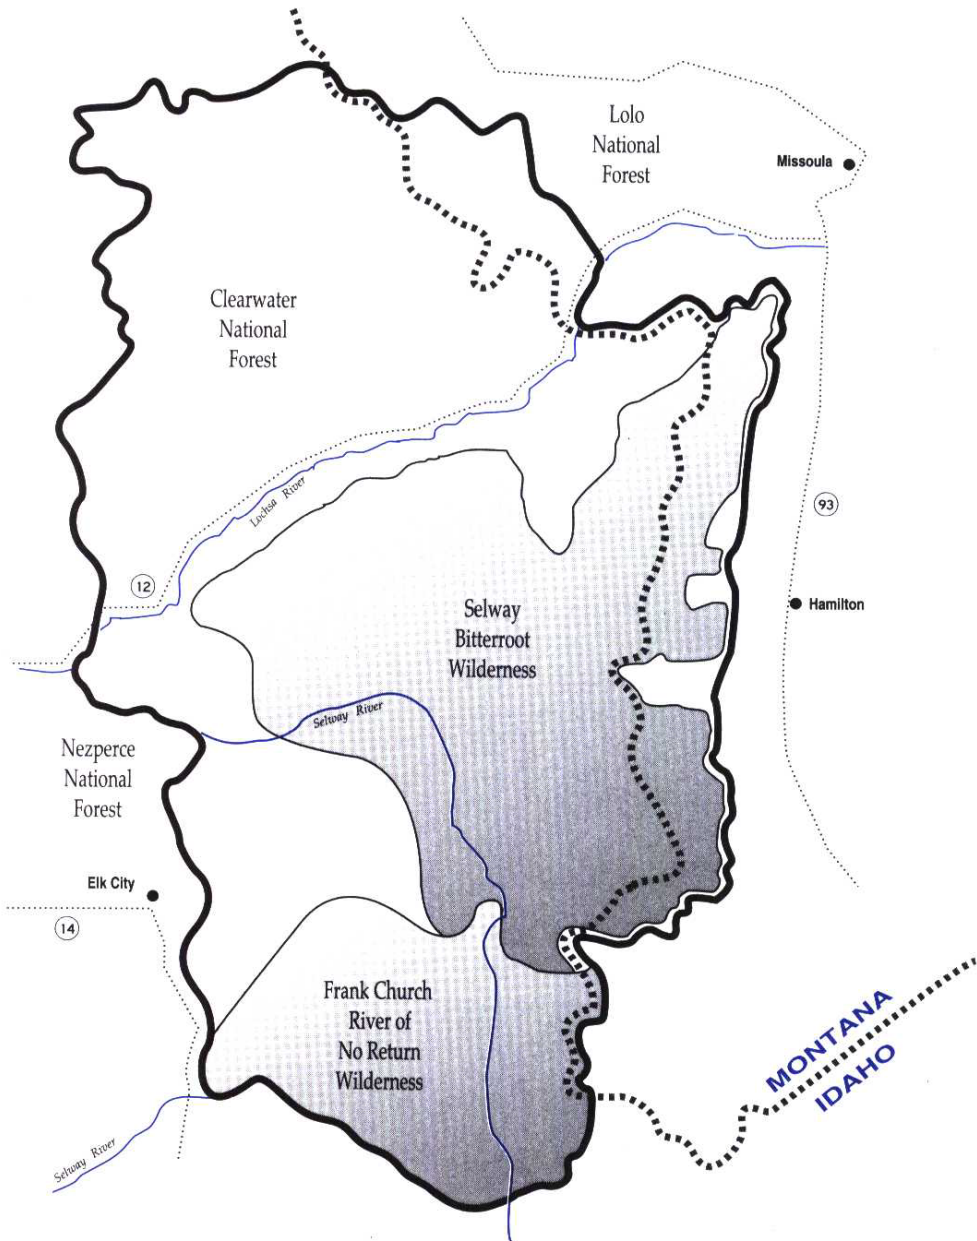 Lolo
National
Forest
Missoula
Clearwater
National
Forest
Lochsa River
93
12
Hamilton
Selway
Bitterroot
Wilderness
Selway River
Nezperce
National
Forest
Elk City
14
Frank Church
River of
No Return
Wilderness
MONTANA
IDAHO
Selway River